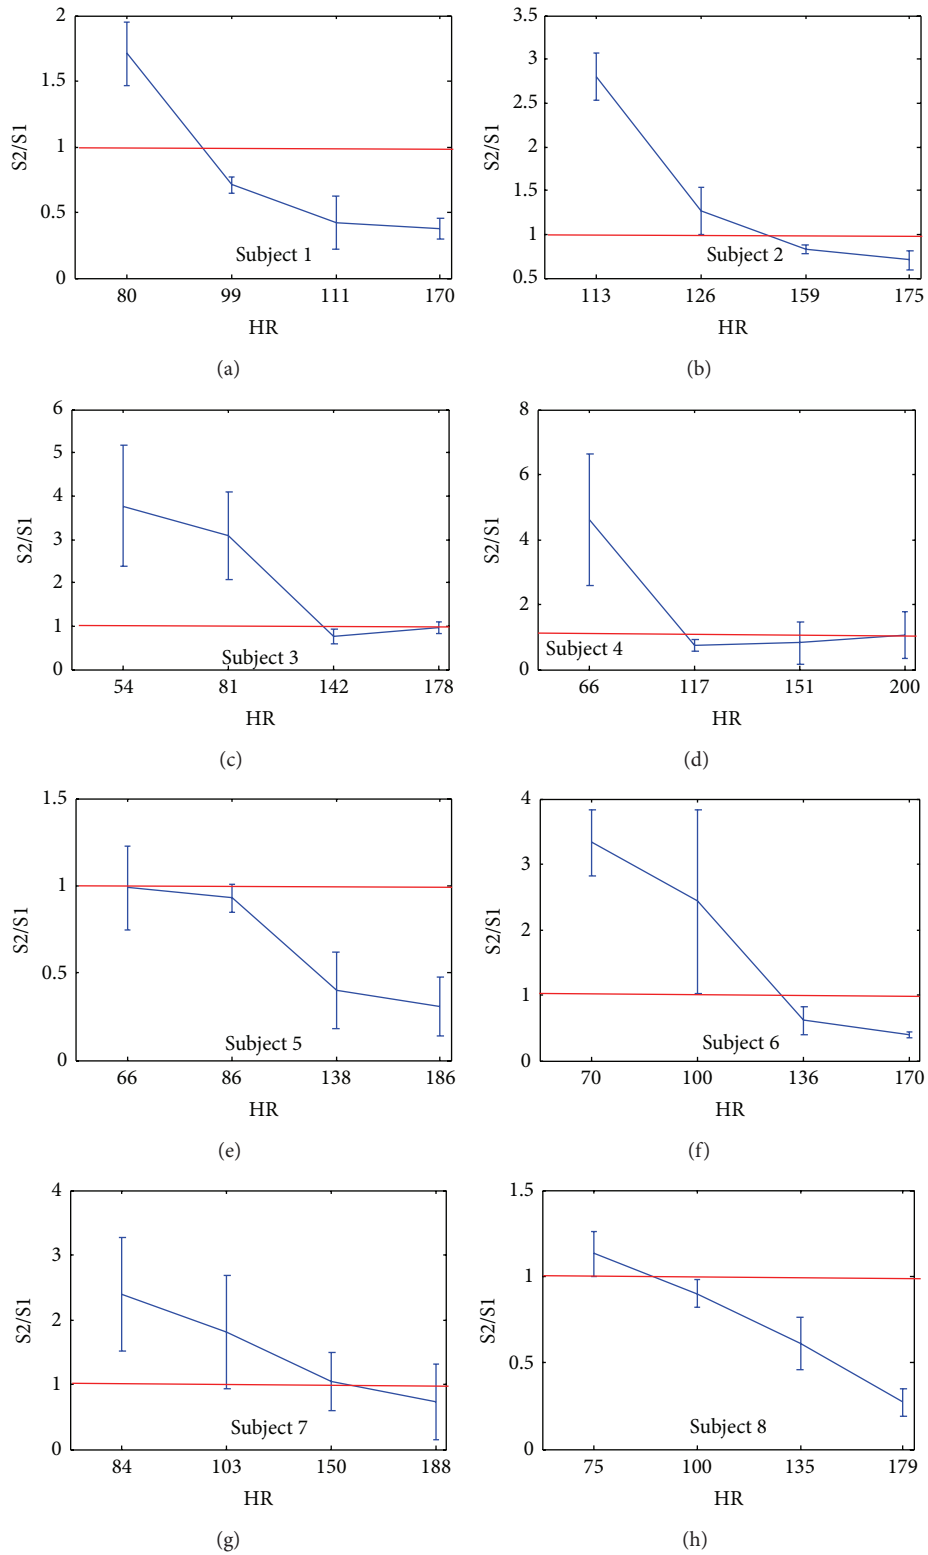 2
1.5
1
0.5
0
S2/S1
Subject 1
80 99 111 170
HR
(a)
3.5
3
2.5
2
1.5
1
0.5
S2/S1
Subject 2
113 126 159 175
HR
(b)
6
5
4
3
2
1
0
S2/S1
Subject 3
54 81 142 178
HR
(c)
8
6
4
2
0
S2/S1
Subject 4
66 117 151 200
HR
(d)
1.5
1
0.5
0
S2/S1
Subject 5
66 86 138 186
HR
(e)
4
3
2
1
0
S2/S1
Subject 6
70 100 136 170
HR
(f)
4
3
2
1
0
S2/S1
Subject 7
84 103 150 188
HR
(g)
1.5
1
0.5
0
S2/S1
Subject 8
75 100 135 179
HR
(h)